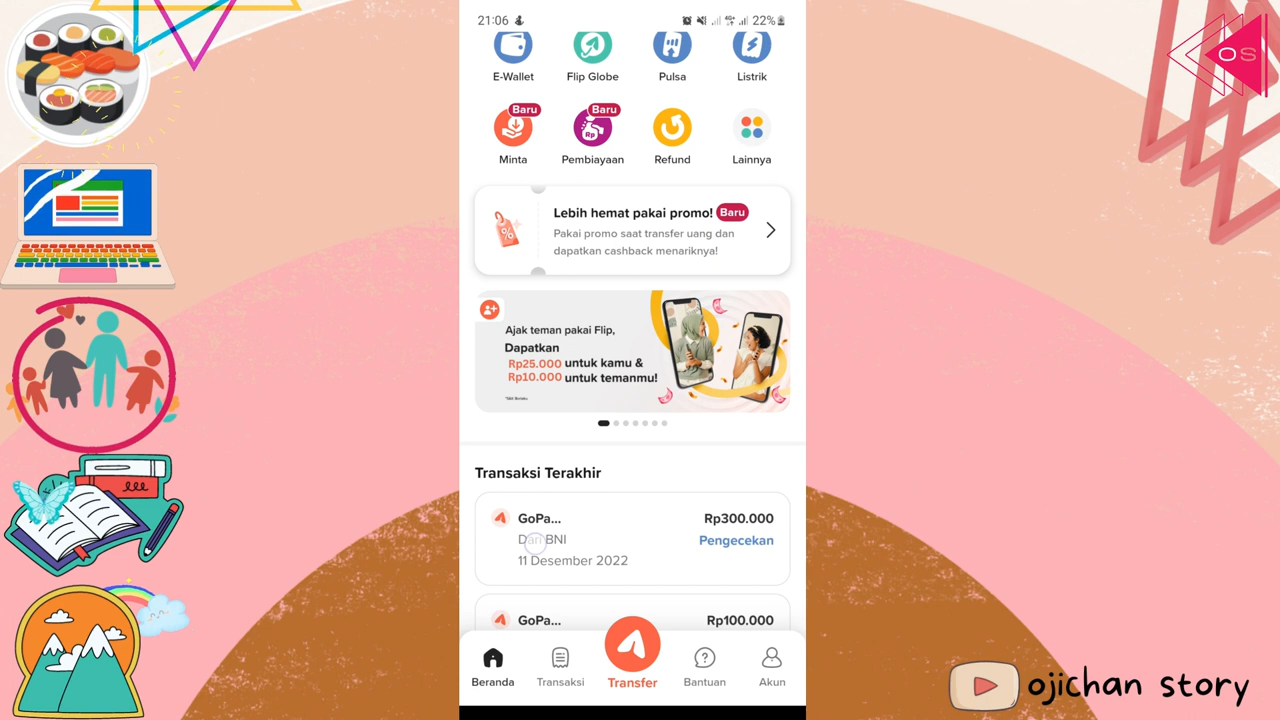 21:06
22%
E-Wallet
Flip Globe
Pulsa
Listrik
Baru
Baru
Rp
Minta
Pembiayaan
Refund
Lainnya
Lebih hemat pakai promo! Baru
Pakai promo saat transfer uang dan
dapatkan cashback menariknya!
Ajak teman pakai Flip,
Dapatkan
Rp25.000 untuk kamu &
Rp10.000 untuk temanmu!
Transaksi Terakhir
GoPa...
Rp300.000
Dari BNI
Pengecekan
11 Desember 2022
GoPa...
Rp100.000
Beranda
Transaksi
Transfer
Bantuan
Akun
OS
ojichan story